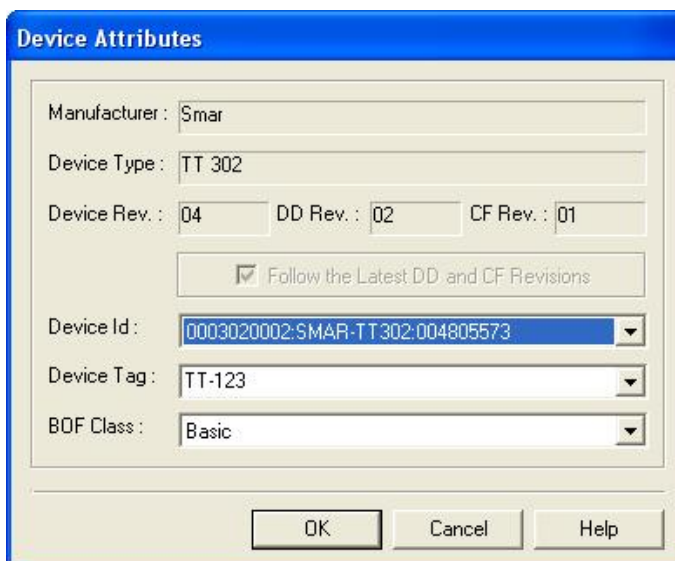 Device Attributes
Manufacturer : Smar
Device Type : TT 302
Device Rev. : 04 DD Rev. : 02 CF Rev. : 01
Follow the Latest DD and CF Revisions
Device Id : 0003020002:SMAR-TT302:004805573
Device Tag : TT-123
BOF Class : Basic
OK Cancel Help